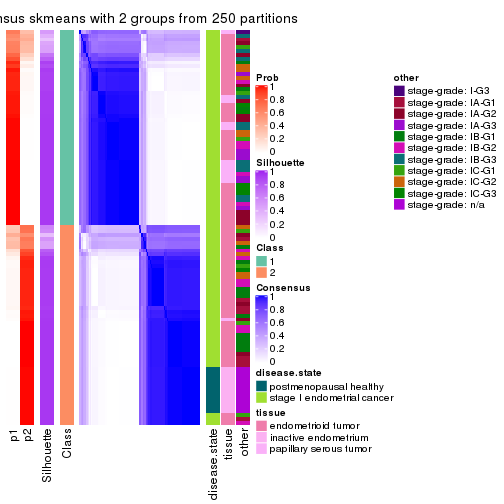 sus skmeans with 2 groups from 250 partitions
Prob
1
0.8
0.6
0.4
0.2
0
Silhouette
1
0.8
0.6
0.4
0.2
0
Class
1
2
Consensus
1
0.8
0.6
0.4
0.2
0
disease.state
postmenopausal healthy
stage I endometrial cancer
tissue
endometrioid tumor
inactive endometrium
papillary serous tumor
other
stage-grade: I-G3
stage-grade: IA-G1
stage-grade: IA-G2
stage-grade: IA-G3
stage-grade: IB-G1
stage-grade: IB-G2
stage-grade: IB-G3
stage-grade: IC-G1
stage-grade: IC-G2
stage-grade: IC-G3
stage-grade: n/a
p1
p2
Silhouette
Class
disease.state
tissue
other